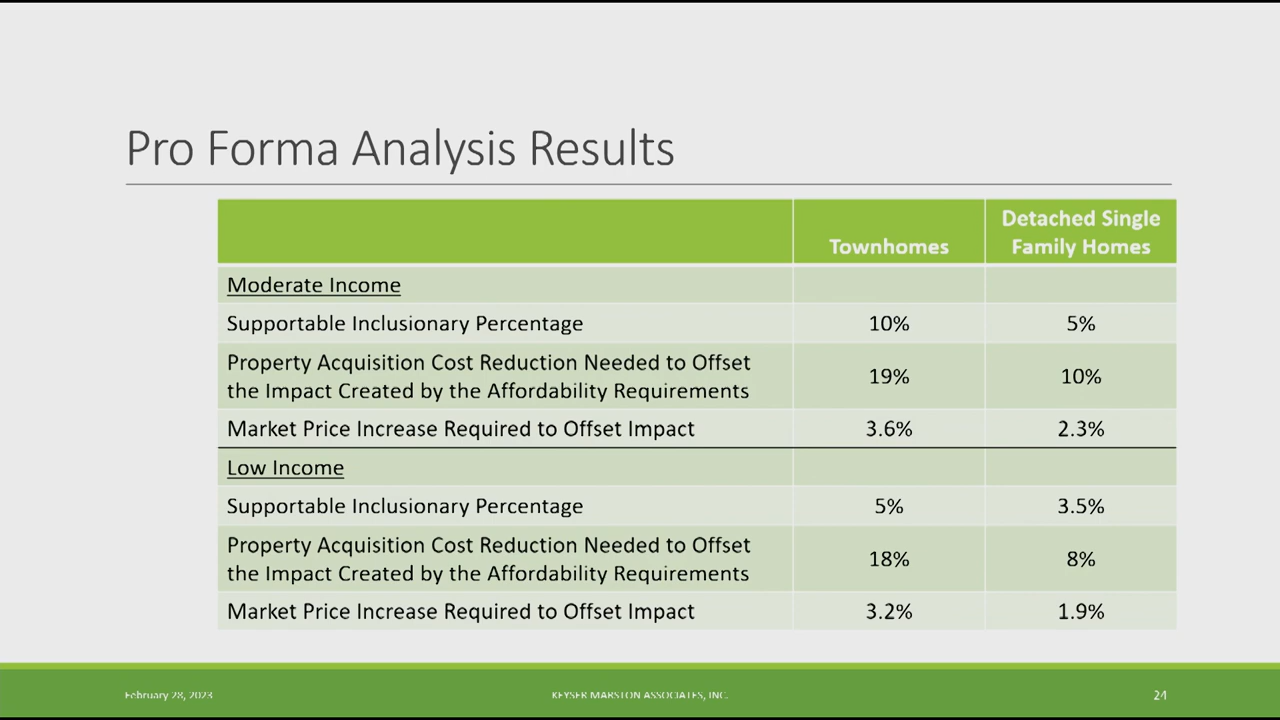 Pro Forma Analysis Results
Townhomes
Detached Single
Family Homes
Moderate Income
Supportable Inclusionary Percentage 10% 5%
Property Acquisition Cost Reduction Needed to Offset
the Impact Created by the Affordability Requirements 19% 10%
Market Price Increase Required to Offset Impact 3.6% 2.3%
Low Income
Supportable Inclusionary Percentage 5% 3.5%
Property Acquisition Cost Reduction Needed to Offset
the Impact Created by the Affordability Requirements 18% 8%
Market Price Increase Required to Offset Impact 3.2% 1.9%
February 28, 2023 KEYSER MARSTON ASSOCIATES, INC. 24